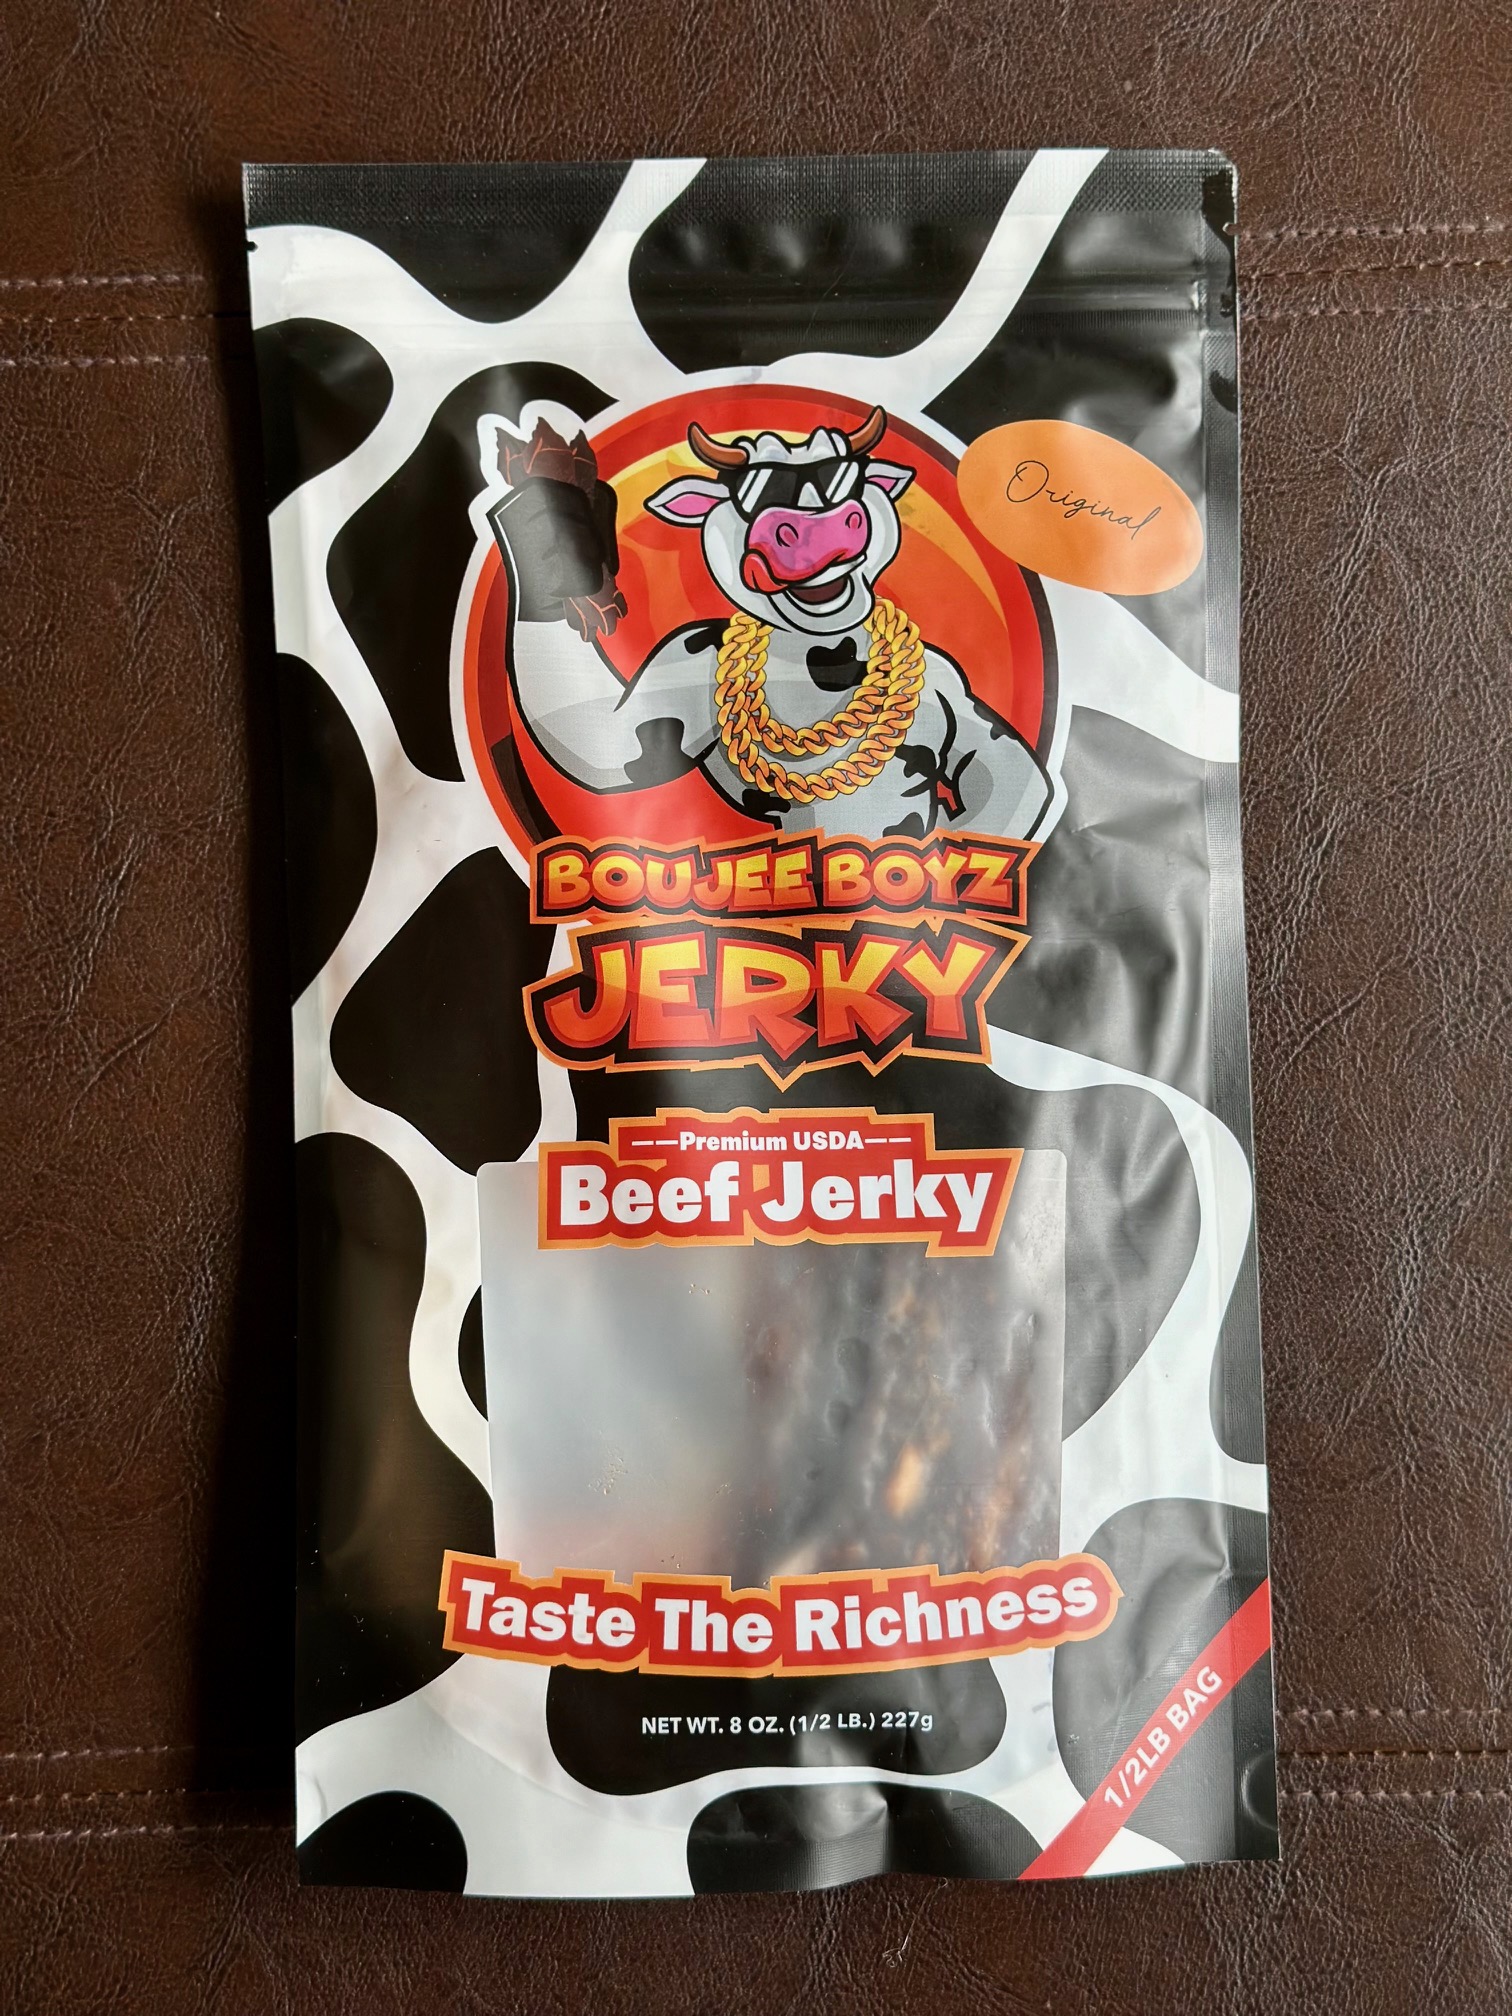 Original
BOUJEE BOYZ
JERKY
——Premium USDA——
Beef Jerky
Taste The Richness
NET WT. 8 OZ. (1/2 LB.) 227g
1/2LB BAG